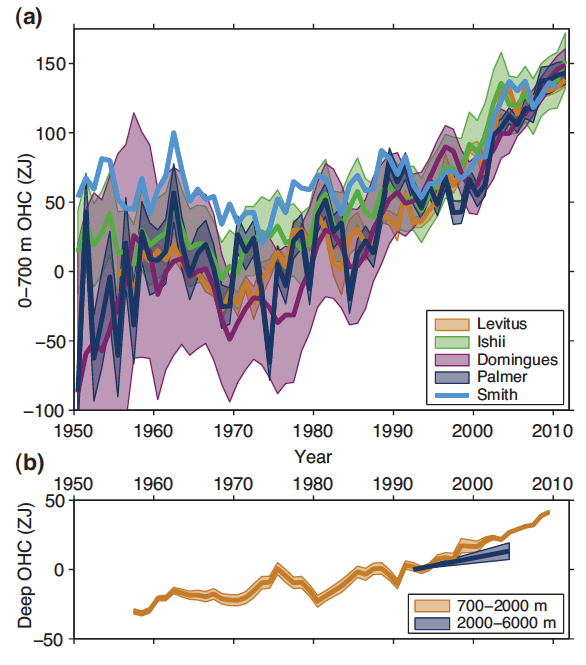 (a)
150
100
50
0
−50
−100
0−700 m OHC (ZJ)
Levitus
Ishii
Domingues
Palmer
Smith
1950 1960 1970 1980 1990 2000 2010
Year
(b)
1950 1960 1970 1980 1990 2000 2010
50
0
−50
Deep OHC (ZJ)
700−2000 m
2000−6000 m